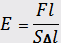 E = Fl / SΔl